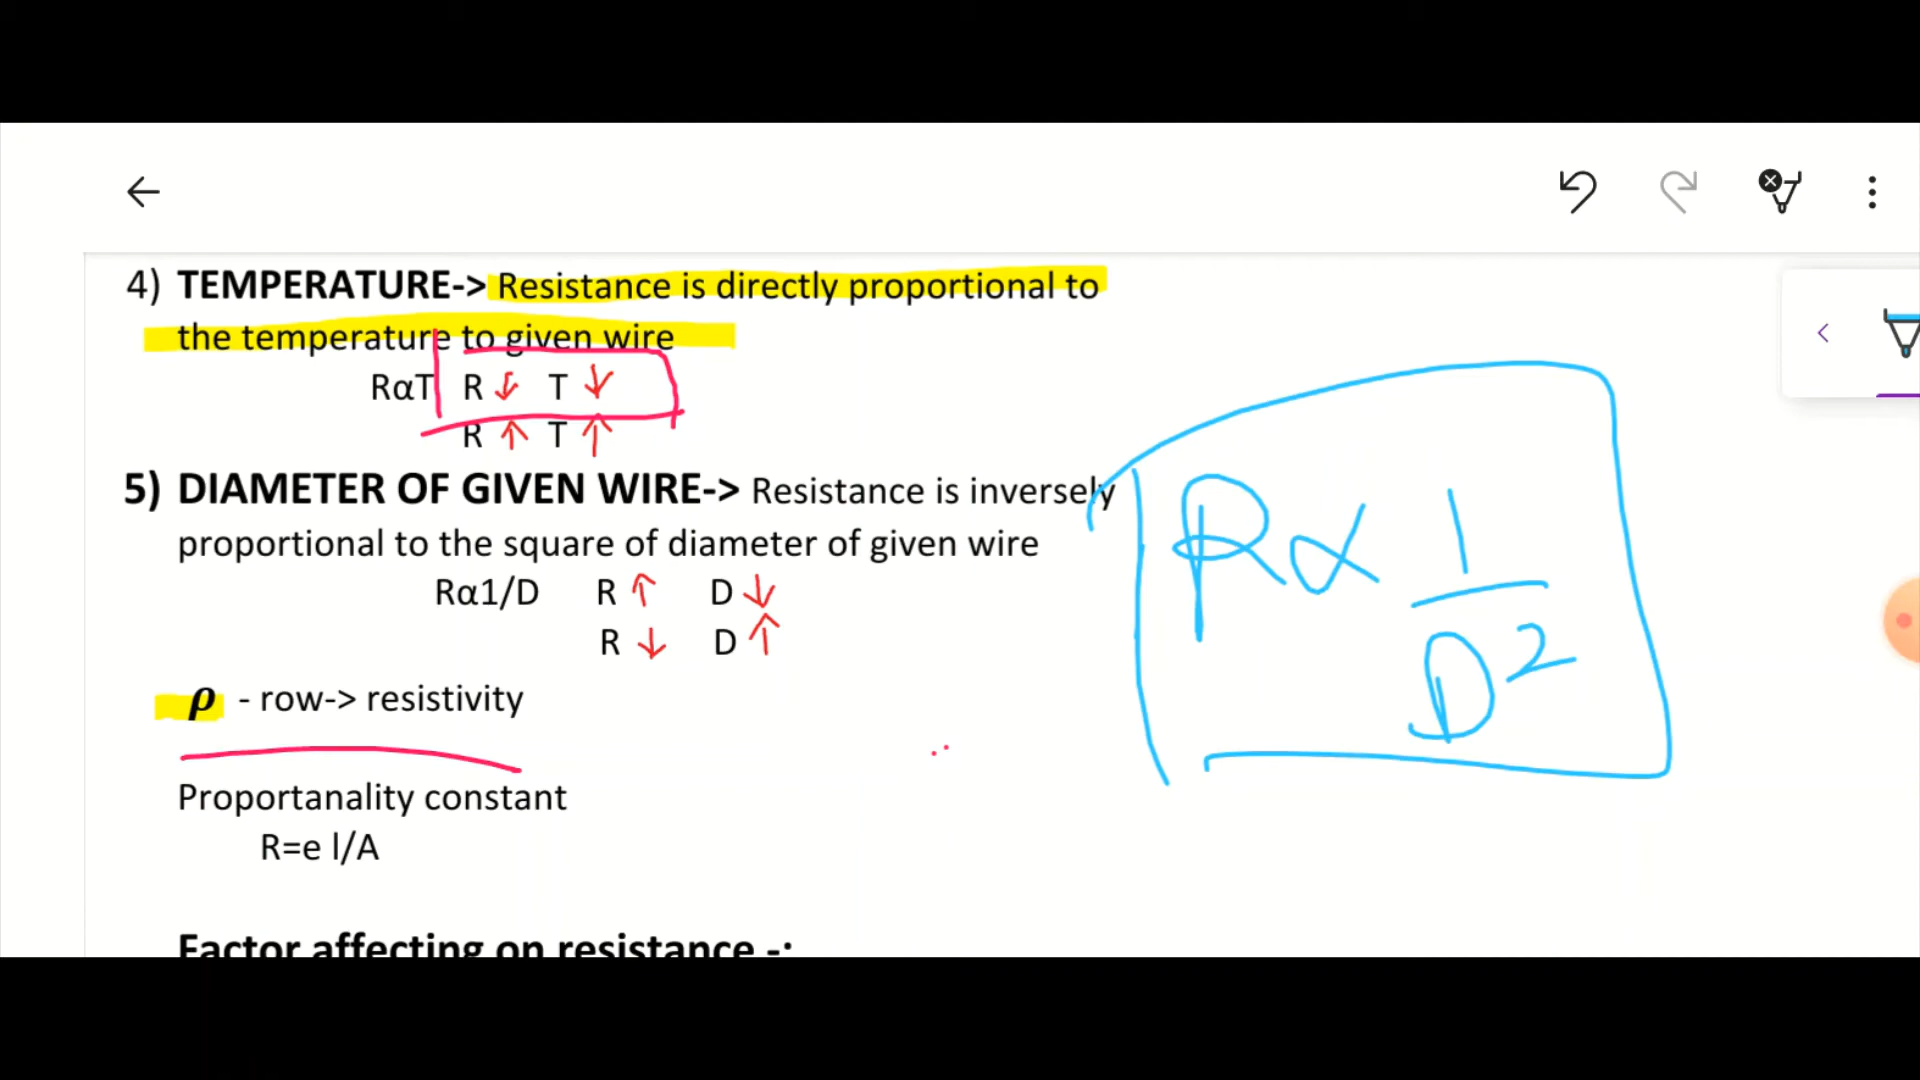 4) TEMPERATURE-> Resistance is directly proportional to
the temperature to given wire
RαT R ↓ T ↓
R ↑ T ↑
5) DIAMETER OF GIVEN WIRE-> Resistance is inversely
proportional to the square of diameter of given wire
Rα1/D R ↑ D ↓
R ↓ D ↑
R ∝ 1/D²
ρ - row-> resistivity
Proportanality constant
R=e l/A
Factor affecting on resistance -: